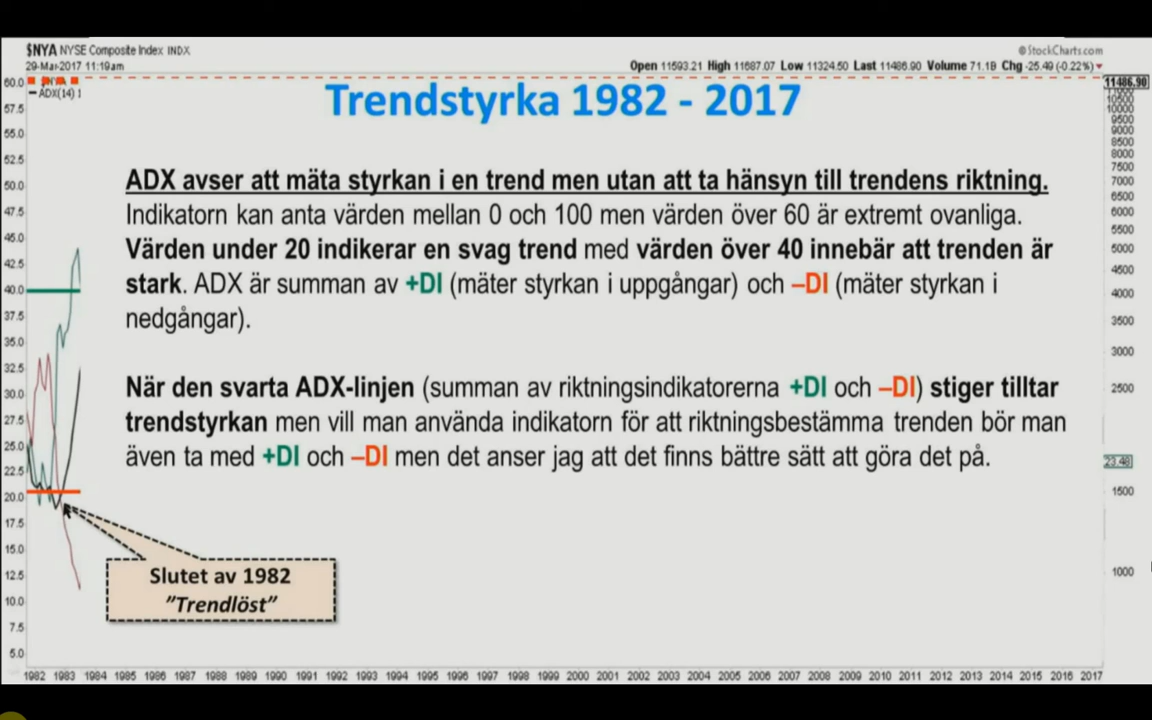 $NYA NYSE Composite Index INDX
© StockCharts.com
29-Mar-2017 11:19am
Open 11593.21 High 11687.07 Low 11324.50 Last 11486.90 Volume 71.1B Chg -25.49 (-0.22%)
ADX(14)
Trendstyrka 1982 - 2017
ADX avser att mäta styrkan i en trend men utan att ta hänsyn till trendens riktning.
Indikatorn kan anta värden mellan 0 och 100 men värden över 60 är extremt ovanliga.
Värden under 20 indikerar en svag trend med värden över 40 innebär att trenden är
stark. ADX är summan av +DI (mäter styrkan i uppgångar) och –DI (mäter styrkan i
nedgångar).
När den svarta ADX-linjen (summan av riktningsindikatorerna +DI och –DI) stiger tilltar
trendstyrkan men vill man använda indikatorn för att riktningsbestämma trenden bör man
även ta med +DI och –DI men det anser jag att det finns bättre sätt att göra det på.
Slutet av 1982
”Trendlöst”
60.0
57.5
55.0
52.5
50.0
47.5
45.0
42.5
40.0
37.5
35.0
32.5
30.0
27.5
25.0
22.5
20.0
17.5
15.0
12.5
10.0
7.5
5.0
11486.90
10500
10000
9500
9000
8500
8000
7500
7000
6500
6000
5500
5000
4500
4000
3500
3000
2500
23.48
1500
1000
1982 1983 1984 1985 1986 1987 1988 1989 1990 1991 1992 1993 1994 1995 1996 1997 1998 1999 2000 2001 2002 2003 2004 2005 2006 2007 2008 2009 2010 2011 2012 2013 2014 2015 2016 2017